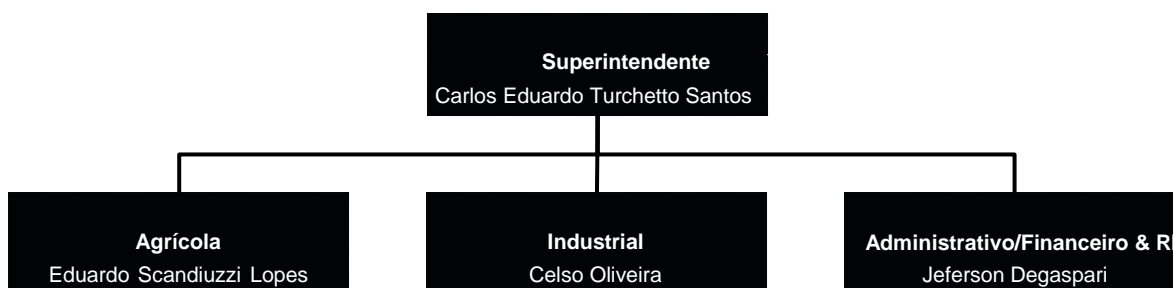 Superintendente
Carlos Eduardo Turchetto Santos
Agrícola
Eduardo Scandiuzzi Lopes
Industrial
Celso Oliveira
Administrativo/Financeiro & R
Jeferson Degaspari